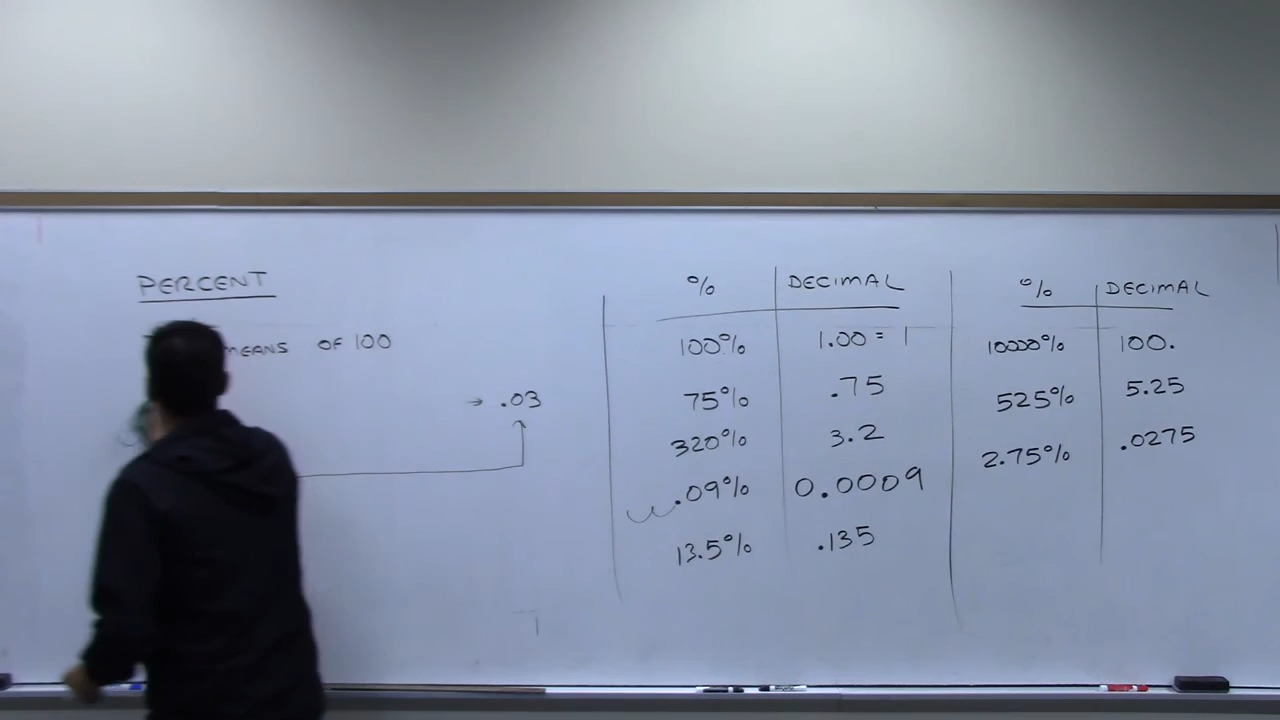 PERCENT
MEANS OF 100
→ .03
% DECIMAL
100% 1.00 = 1
75% .75
320% 3.2
.09% 0.0009
13.5% .135
% DECIMAL
10000% 100.
525% 5.25
2.75% .0275